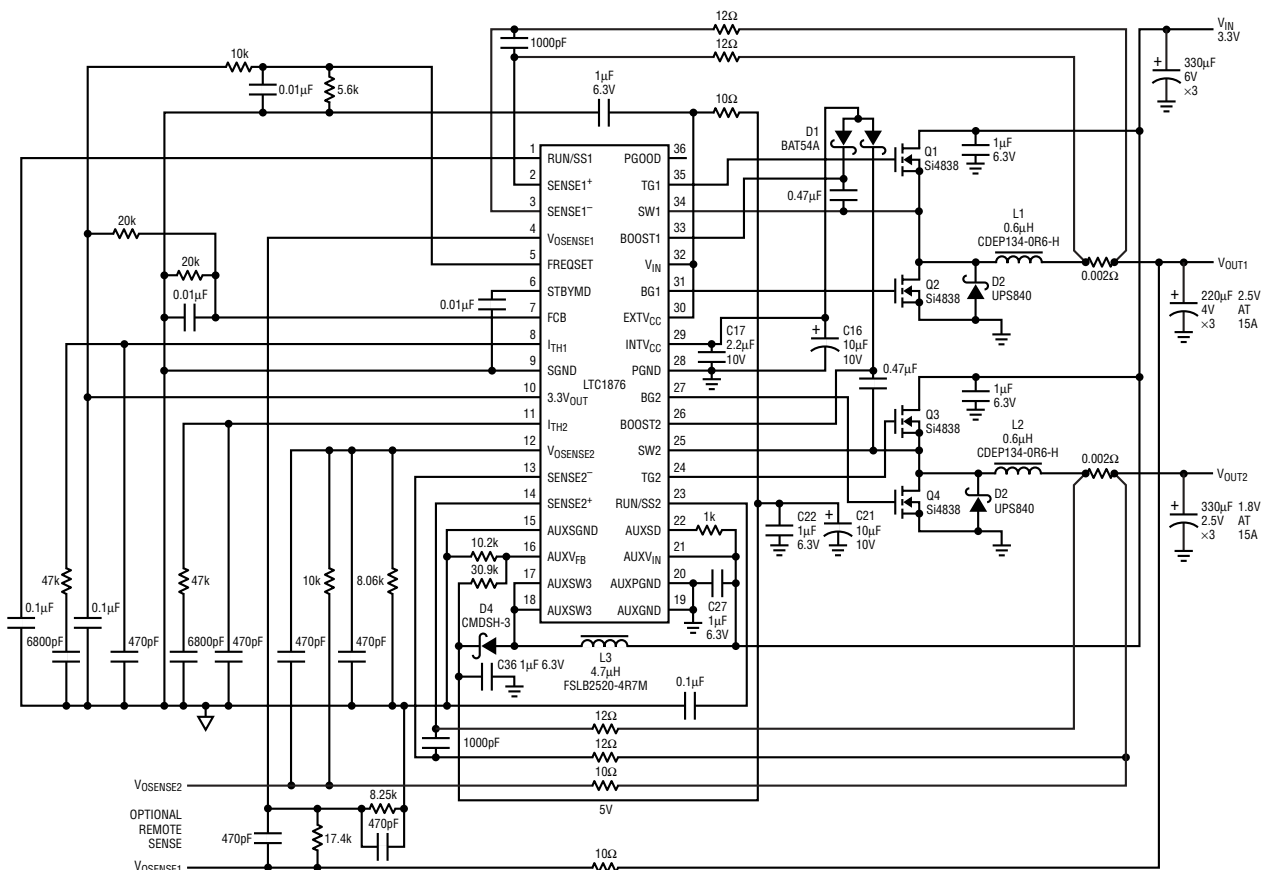 12Ω
12Ω
1000pF
V_IN
3.3V
+
330µF
6V
×3
10k
0.01µF
5.6k
1µF
6.3V
10Ω
D1
BAT54A
Q1
Si4838
1µF
6.3V
0.47µF
1
RUN/SS1
2
SENSE1+
3
SENSE1−
4
V_OSENSE1
5
FREQSET
6
STBYMD
7
FCB
8
I_TH1
9
SGND
10
3.3V_OUT
11
I_TH2
12
V_OSENSE2
13
SENSE2−
14
SENSE2+
15
AUXSGND
16
AUXV_FB
17
AUXSW3
18
AUXSW3
LTC1876
36
PGOOD
35
TG1
34
SW1
33
BOOST1
32
V_IN
31
BG1
30
EXTV_CC
29
INTV_CC
28
PGND
27
BG2
26
BOOST2
25
SW2
24
TG2
23
RUN/SS2
22
AUXSD
21
AUXV_IN
20
AUXPGND
19
AUXGND
20k
20k
0.01µF
0.01µF
L1
0.6µH
CDEP134-0R6-H
0.002Ω
V_OUT1
Q2
Si4838
D2
UPS840
+
220µF
4V
×3
2.5V
AT
15A
C17
2.2µF
10V
+
C16
10µF
10V
0.47µF
1µF
6.3V
Q3
Si4838
L2
0.6µH
CDEP134-0R6-H
0.002Ω
V_OUT2
Q4
Si4838
D2
UPS840
+
330µF
2.5V
×3
1.8V
AT
15A
C22
1µF
6.3V
+
C21
10µF
10V
1k
C27
1µF
6.3V
10.2k
30.9k
D4
CMDSH-3
C36 1µF 6.3V
L3
4.7µH
FSLB2520-4R7M
0.1µF
47k
0.1µF
6800pF
0.1µF
470pF
47k
6800pF
470pF
10k
470pF
8.06k
470pF
12Ω
1000pF
12Ω
10Ω
5V
V_OSENSE2
OPTIONAL
REMOTE
SENSE
V_OSENSE1
8.25k
470pF
470pF
17.4k
10Ω